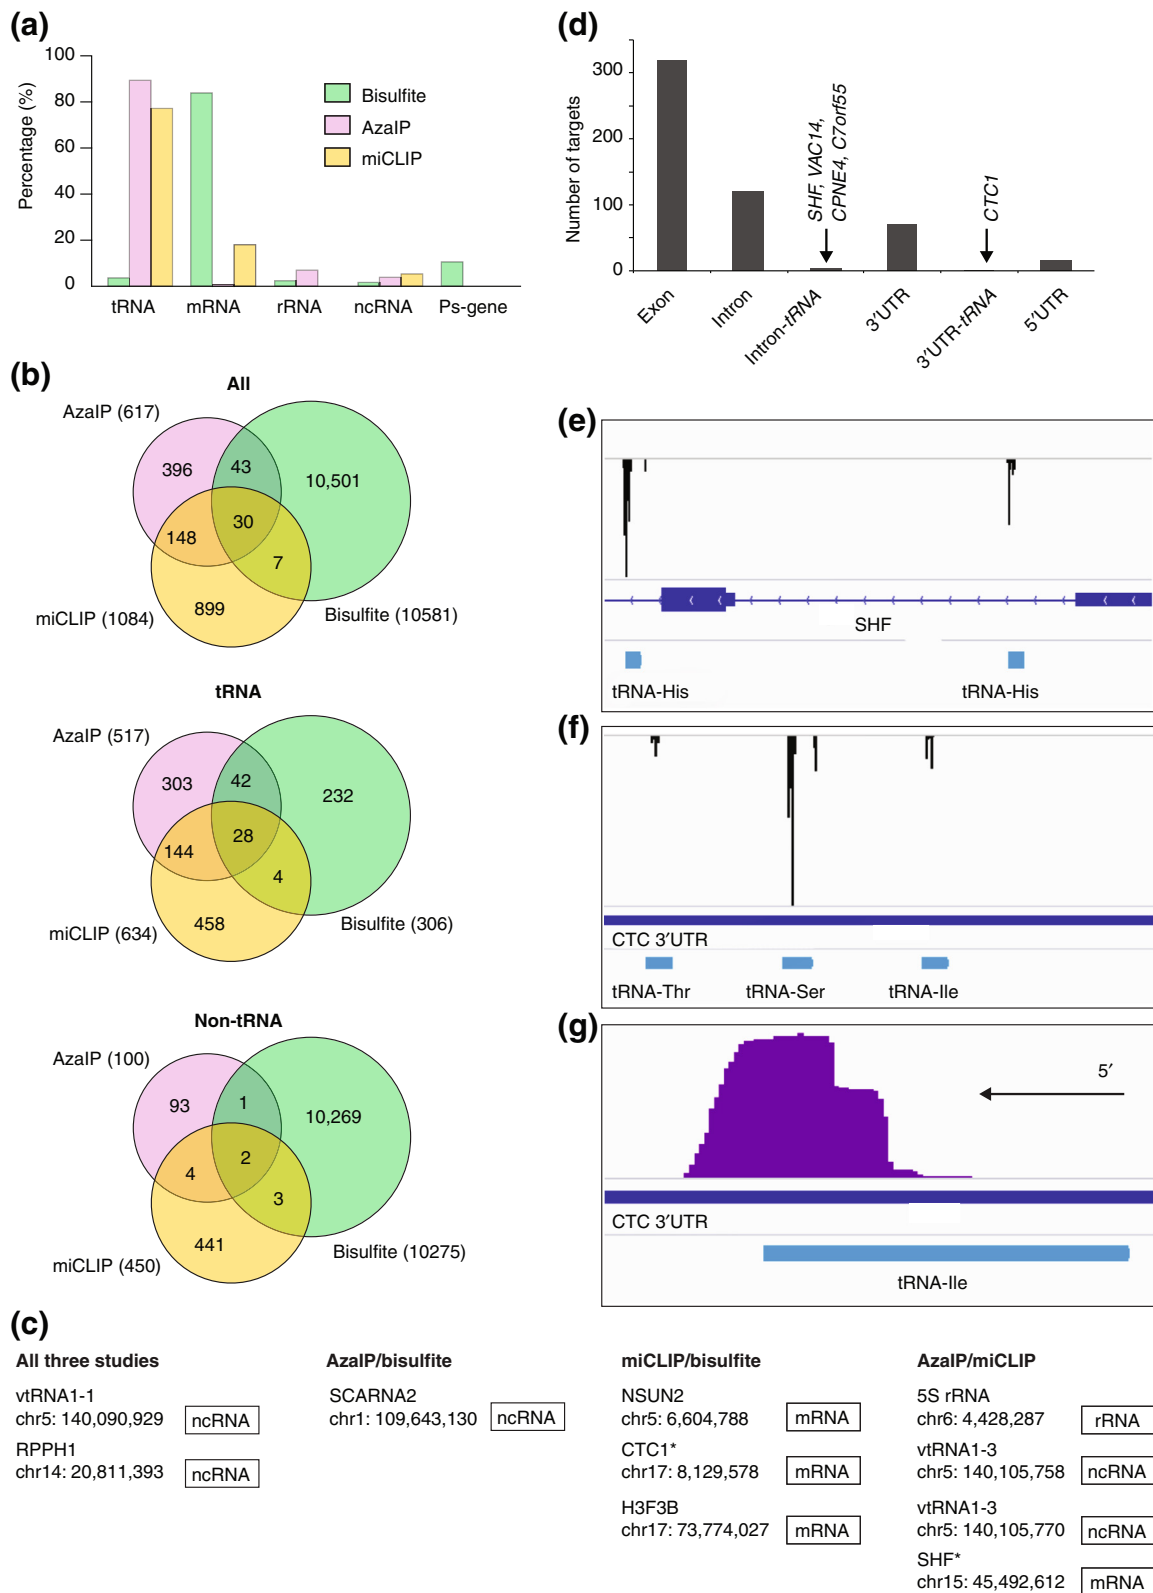 (a)
Percentage (%)
100
80
60
40
20
0
Bisulfite
AzaIP
miCLIP
tRNA
mRNA
rRNA
ncRNA
Ps-gene
(b)
All
AzaIP (617)
396
43
10,501
30
148
7
899
miCLIP (1084)
Bisulfite (10581)
tRNA
AzaIP (517)
303
42
232
28
144
4
458
miCLIP (634)
Bisulfite (306)
Non-tRNA
AzaIP (100)
93
1
10,269
2
4
3
441
miCLIP (450)
Bisulfite (10275)
(c)
All three studies
vtRNA1-1
chr5: 140,090,929
ncRNA
RPPH1
chr14: 20,811,393
ncRNA
AzaIP/bisulfite
SCARNA2
chr1: 109,643,130
ncRNA
miCLIP/bisulfite
NSUN2
chr5: 6,604,788
mRNA
CTC1*
chr17: 8,129,578
mRNA
H3F3B
chr17: 73,774,027
mRNA
AzaIP/miCLIP
5S rRNA
chr6: 4,428,287
rRNA
vtRNA1-3
chr5: 140,105,758
ncRNA
vtRNA1-3
chr5: 140,105,770
ncRNA
SHF*
chr15: 45,492,612
mRNA
(d)
Number of targets
300
200
100
0
SHF, VAC14,
CPNE4, C7orf55
CTC1
Exon
Intron
Intron-tRNA
3′UTR
3′UTR-tRNA
5′UTR
(e)
SHF
tRNA-His
tRNA-His
(f)
CTC 3′UTR
tRNA-Thr
tRNA-Ser
tRNA-Ile
(g)
5′
CTC 3′UTR
tRNA-Ile